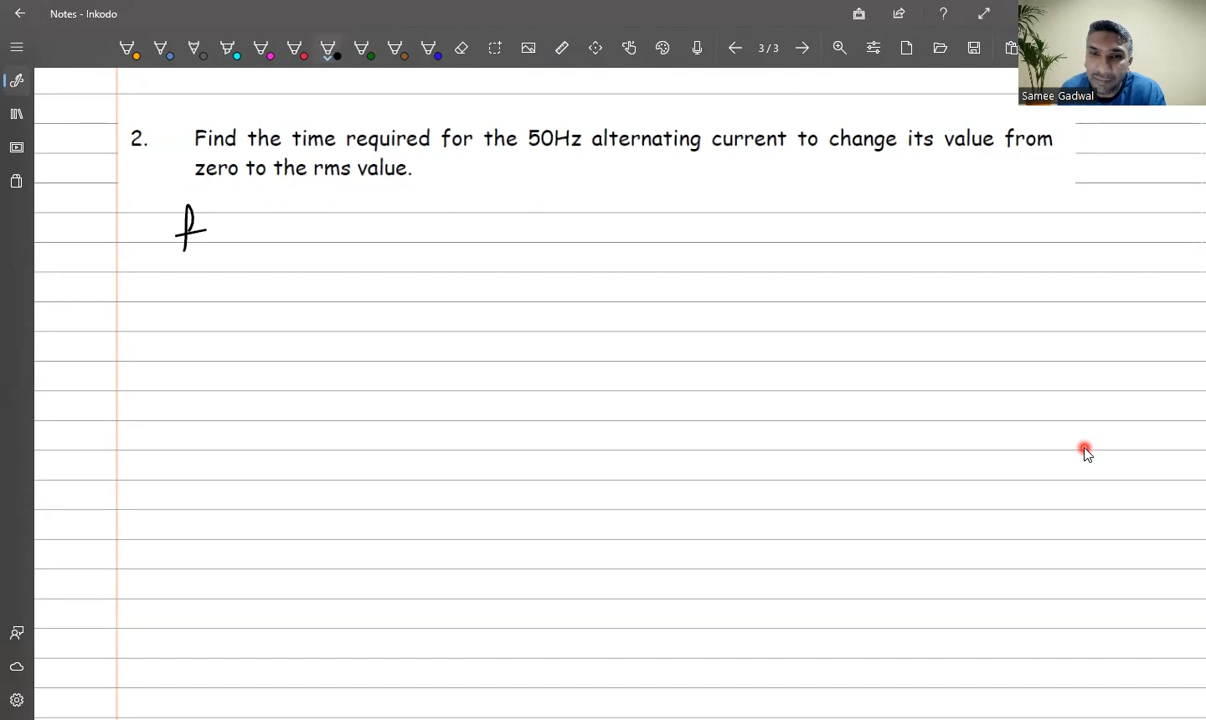 Notes - Inkodo
3/3
Samee Gadwal
2. Find the time required for the 50Hz alternating current to change its value from
zero to the rms value.
f